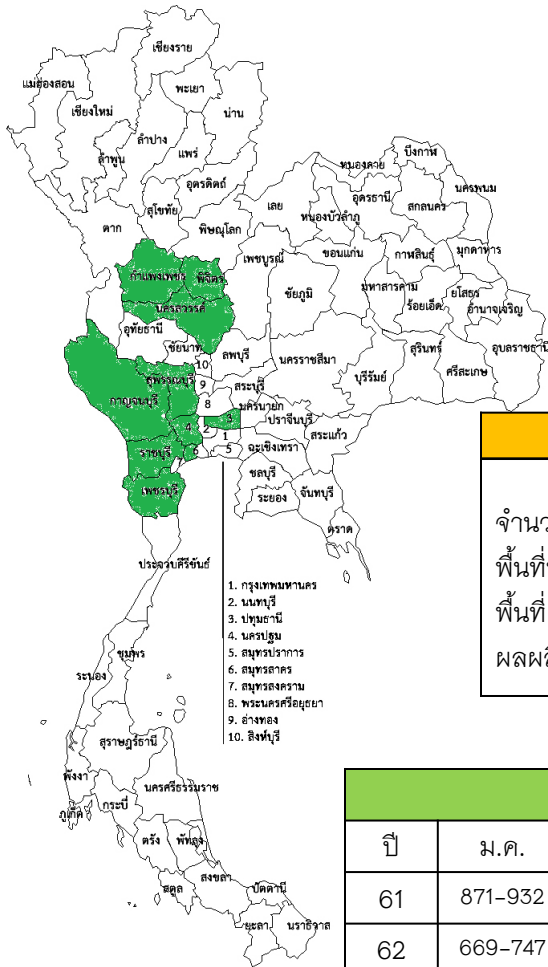 เชียงราย
แม่ฮ่องสอน
พะเยา
เชียงใหม่
น่าน
ลำปาง
แพร่
ลำพูน
บึงกาฬ
หนองคาย
อุตรดิตถ์
เลย
อุดรธานี
นครพนม
สุโขทัย
สกลนคร
หนองบัวลำภู
ตาก
พิษณุโลก
ขอนแก่น
กาฬสินธุ์
มุกดาหาร
เพชรบูรณ์
กำแพงเพชร
พิจิตร
มหาสารคาม
ยโสธร
ชัยภูมิ
ร้อยเอ็ด
อำนาจเจริญ
นครสวรรค์
อุทัยธานี
ชัยนาท
ลพบุรี
นครราชสีมา
สุรินทร์
อุบลราชธานี
10
บุรีรัมย์
ศรีสะเกษ
สุพรรณบุรี
9
สระบุรี
กาญจนบุรี
8
นครนายก
3
ปราจีนบุรี
4
2
1
สระแก้ว
ราชบุรี
6
5
ฉะเชิงเทรา
ชลบุรี
เพชรบุรี
ระยอง
จันทบุรี
ตราด
ประจวบคีรีขันธ์
1. กรุงเทพมหานคร
2. นนทบุรี
3. ปทุมธานี
4. นครปฐม
5. สมุทรปราการ
6. สมุทรสาคร
7. สมุทรสงคราม
8. พระนครศรีอยุธยา
9. อ่างทอง
10. สิงห์บุรี
ชุมพร
ระนอง
สุราษฎร์ธานี
พังงา
นครศรีธรรมราช
กระบี่
ภูเก็ต
ตรัง
พัทลุง
สงขลา
สตูล
ปัตตานี
ยะลา
นราธิวาส
พื้นที่
ปี ม.ค.
61 871-932
62 669-747